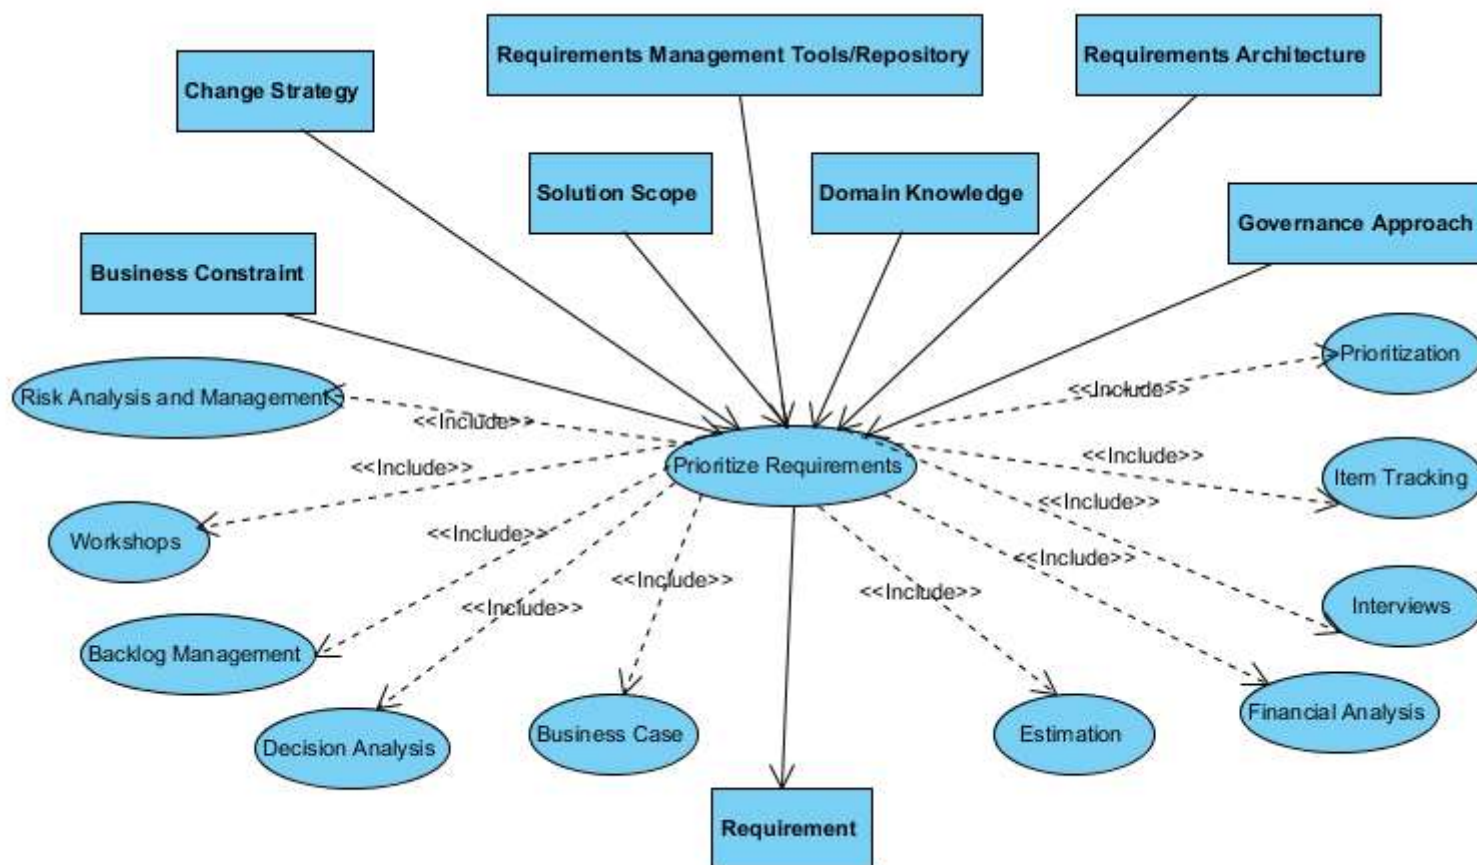 Requirements Management Tools/Repository
Requirements Architecture
Change Strategy
Solution Scope
Domain Knowledge
Governance Approach
Business Constraint
Prioritization
Risk Analysis and Management
<<Include>>
<<Include>>
<<Include>>
Prioritize Requirements
<<Include>>
Item Tracking
<<Include>>
Workshops
<<Include>>
<<Include>>
<<Include>>
<<Include>>
<<Include>>
<<Include>>
Interviews
Backlog Management
Decision Analysis
Business Case
Estimation
Financial Analysis
Requirement